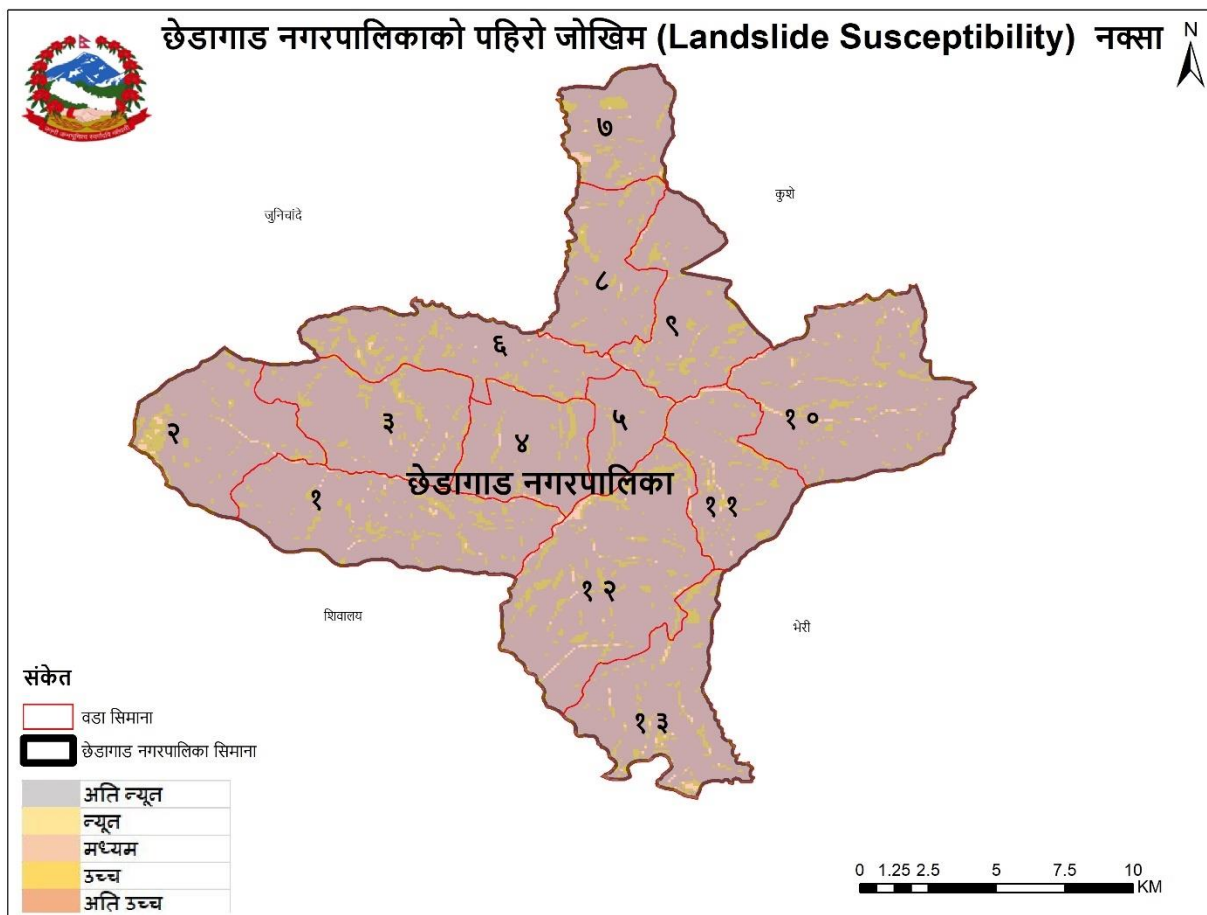 छेडागाड नगरपालिकाको पहिरो जोखिम (Landslide Susceptibility) नक्सा
N
७
जुनिचांदे
कुशे
८
९
६
५
१०
२
३
४
छेडागाड नगरपालिका
१
११
१२
शिवालय
भेरी
१३
संकेत
वडा सिमाना
छेडागाड नगरपालिका सिमाना
अति न्यून
न्यून
मध्यम
उच्च
अति उच्च
0 1.25 2.5 5 7.5 10
KM